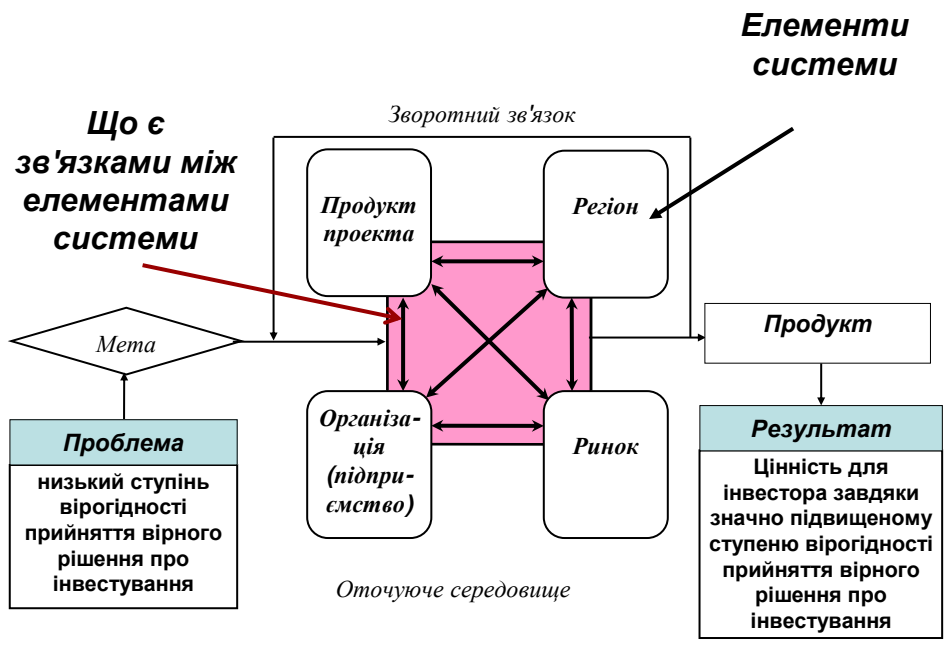 Елементи
системи
Зворотний зв'язок
Що є
зв'язками між
елементами
системи
Продукт
проекта
Регіон
Мета
Продукт
Організа-
ція
(підпри-
ємство)
Ринок
Проблема
низький ступінь
вірогідності
прийняття вірного
рішення про
інвестування
Результат
Цінність для
інвестора завдяки
значно підвищеному
ступеню вірогідності
прийняття вірного
рішення про
інвестування
Оточуюче середовище